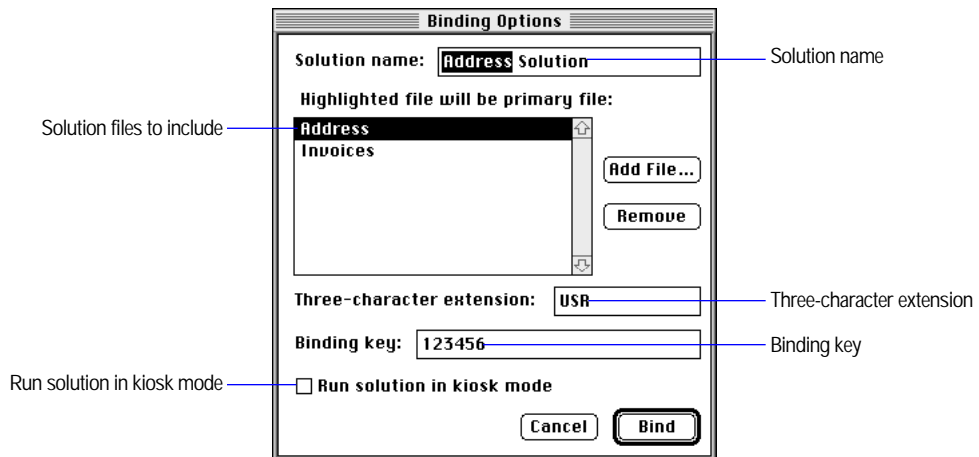 Binding Options
Solution name: Address Solution
Solution name
Highlighted file will be primary file:
Solution files to include
Address
Invoices
Add File...
Remove
Three-character extension: USR
Three-character extension
Binding key: 123456
Binding key
Run solution in kiosk mode
Run solution in kiosk mode
Cancel
Bind